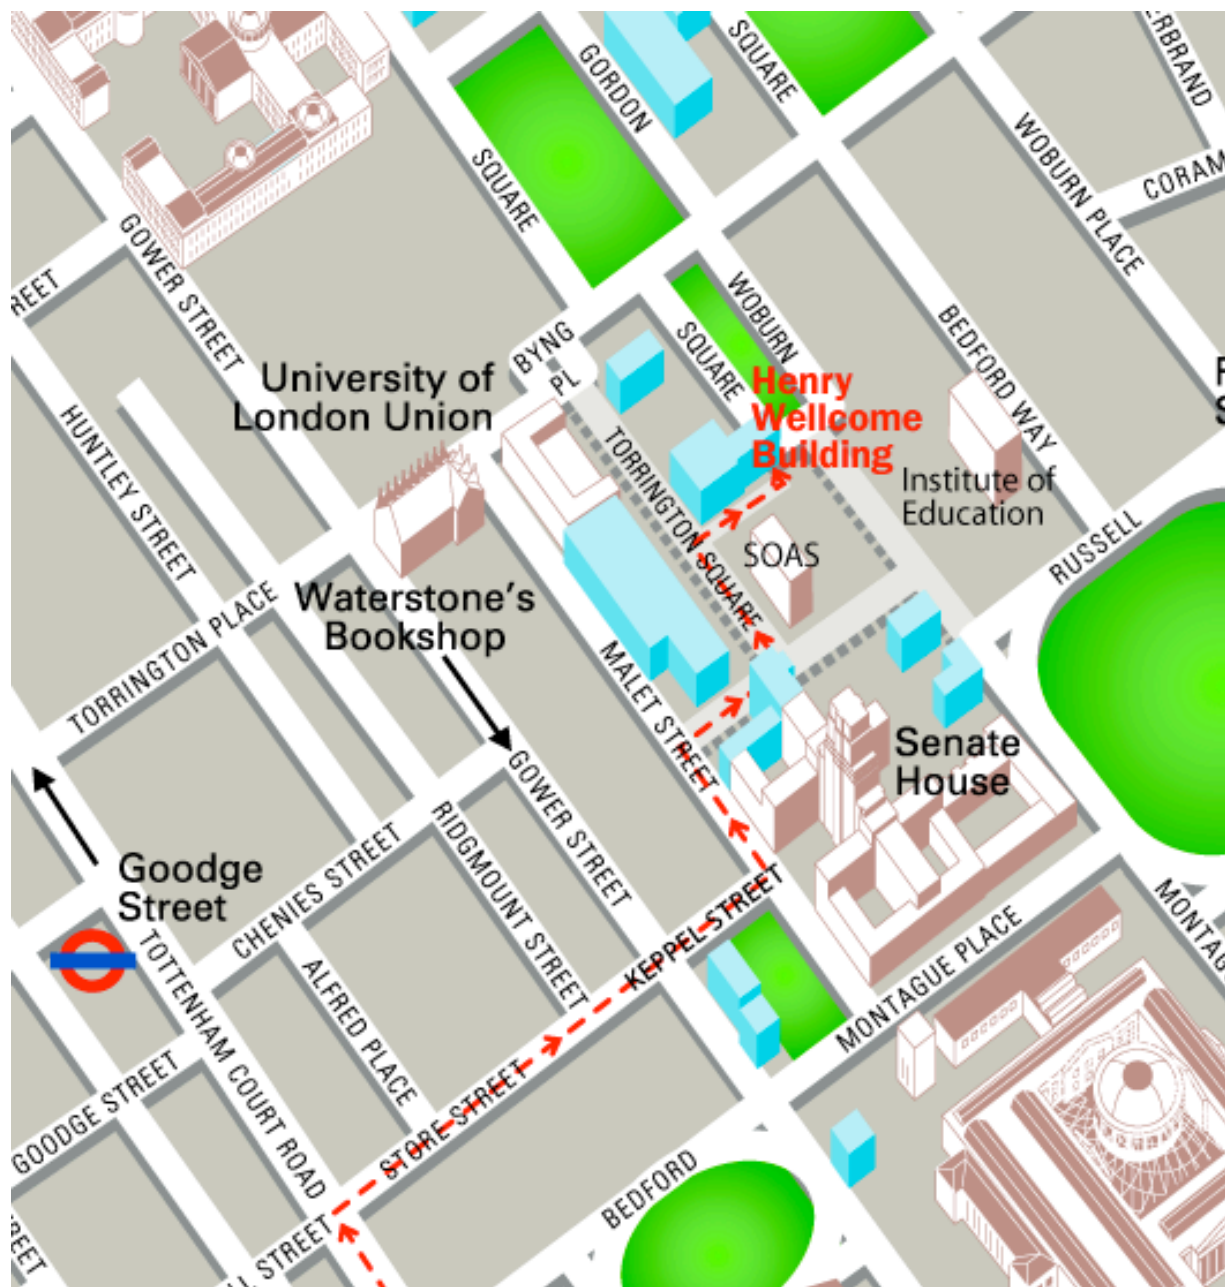 SQUARE
GORDON
ERBRAND
SQUARE
WOBURN PLACE
CORAM
GOWER STREET
REET
WOBURN
SQUARE
BEDFORD WAY
BYNG
PL
University of
London Union
Henry
Wellcome
Building
HUNTLEY STREET
TORRINGTON SQUARE
Institute of
Education
SOAS
RUSSELL
Waterstone's
Bookshop
TORRINGTON PLACE
MALET STREET
Senate
House
GOWER STREET
RIDGMOUNT STREET
Goodge
Street
CHENIES STREET
KEPPEL STREET
MONTAG
MONTAGUE PLACE
TOTTENHAM COURT ROAD
ALFRED PLACE
STORE STREET
GOODGE STREET
BEDFORD
REET
LL STREET